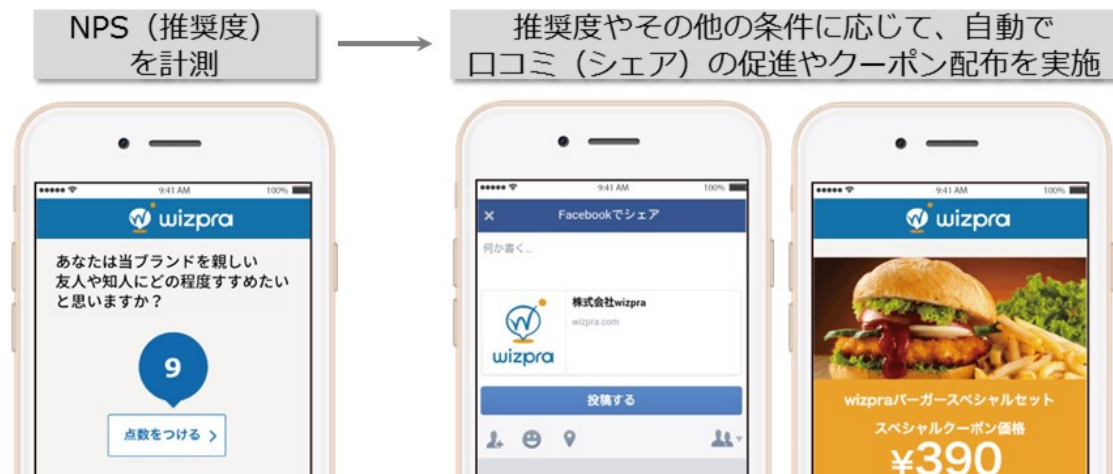 NPS（推奨度）
を計測
推奨度やその他の条件に応じて、自動で
口コミ（シェア）の促進やクーポン配布を実施
9:41 AM 100%
wizpra
あなたは当ブランドを親しい
友人や知人にどの程度すすめたい
と思いますか？
9
点数をつける >
9:41 AM 100%
× Facebookでシェア
何か書く...
株式会社wizpra
wizpra.com
wizpra
投稿する
9:41 AM 100%
wizpra
wizpraバーガースペシャルセット
スペシャルクーポン価格
¥390